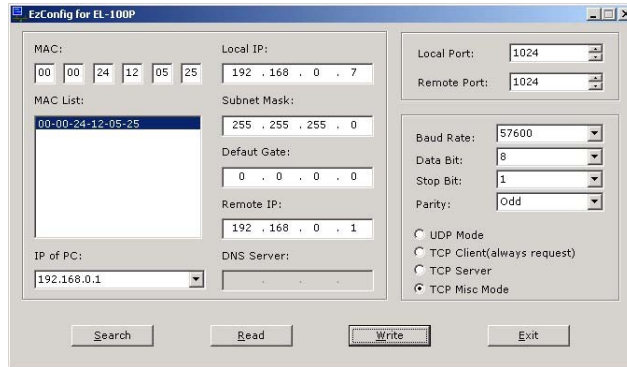 EzConfig for EL-100P
MAC:
00 00 24 12 05 25
MAC List:
00-00-24-12-05-25
IP of PC:
192.168.0.1
Local IP:
192 . 168 . 0 . 7
Subnet Mask:
255 . 255 . 255 . 0
Defaut Gate:
0 . 0 . 0 . 0
Remote IP:
192 . 168 . 0 . 1
DNS Server:
. . .
Local Port: 1024
Remote Port: 1024
Baud Rate: 57600
Data Bit: 8
Stop Bit: 1
Parity: Odd
UDP Mode
TCP Client(always request)
TCP Server
TCP Misc Mode
Search Read Write Exit